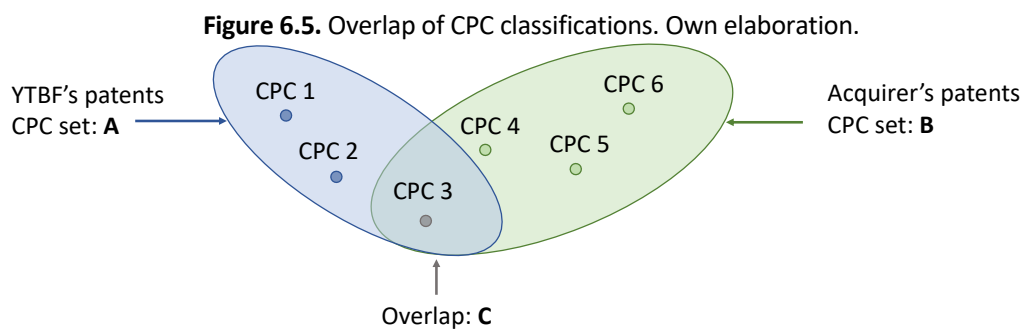 Figure 6.5. Overlap of CPC classifications. Own elaboration.
YTBF's patents
CPC set: A
CPC 1
CPC 2
CPC 3
CPC 4
CPC 5
CPC 6
Acquirer's patents
CPC set: B
Overlap: C